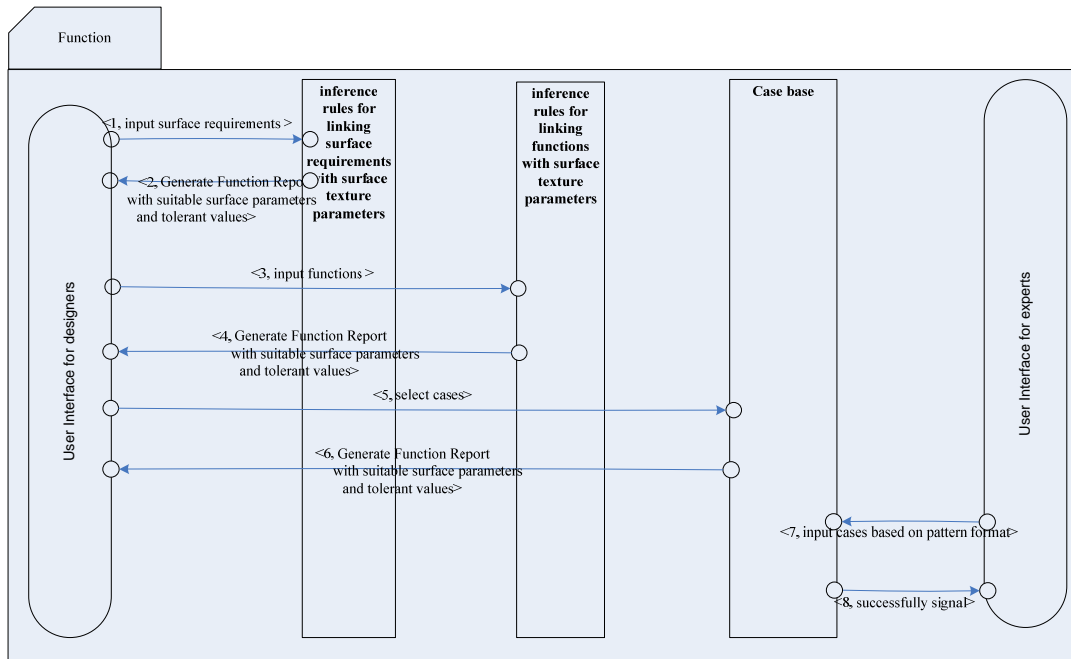 Function
inference
rules for
linking
surface
requirements
with surface
texture
parameters
inference
rules for
linking
functions
with surface
texture
parameters
Case base
User Interface for designers
User Interface for experts
<1, input surface requirements >
<2, Generate Function Report
with suitable surface parameters
and tolerant values>
<3, input functions >
<4, Generate Function Report
with suitable surface parameters
and tolerant values>
<5, select cases>
<6, Generate Function Report
with suitable surface parameters
and tolerant values>
<7, input cases based on pattern format>
<8, successfully signal>